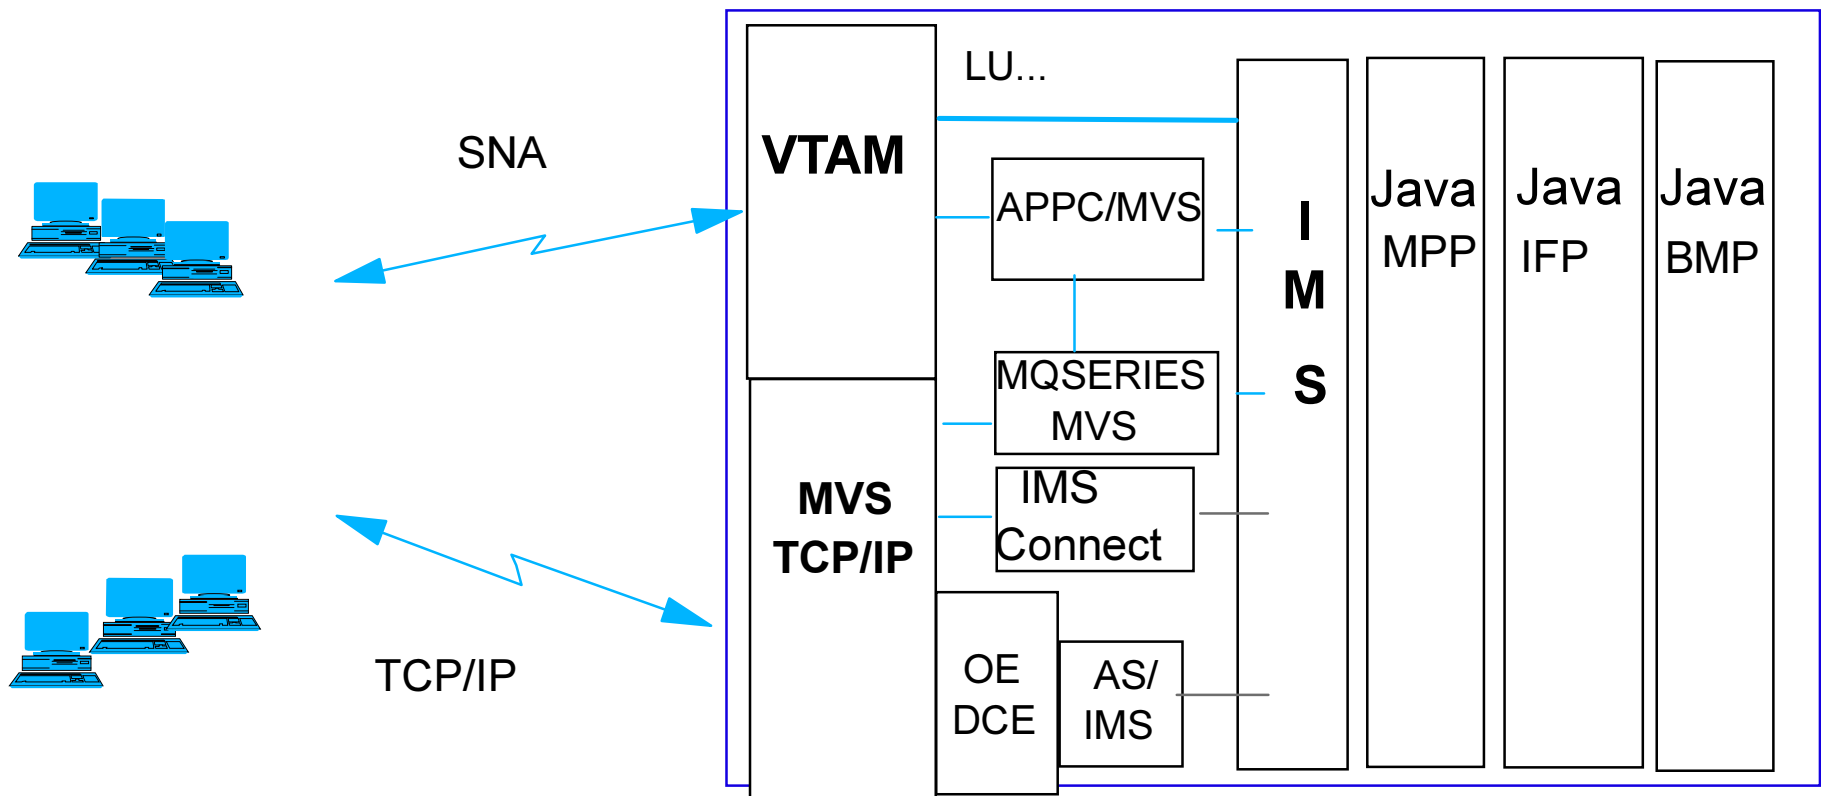 LU...
SNA
VTAM
APPC/MVS
I
M
S
Java
MPP
Java
IFP
Java
BMP
MQSERIES
MVS
MVS
TCP/IP
IMS
Connect
TCP/IP
OE
DCE
AS/
IMS